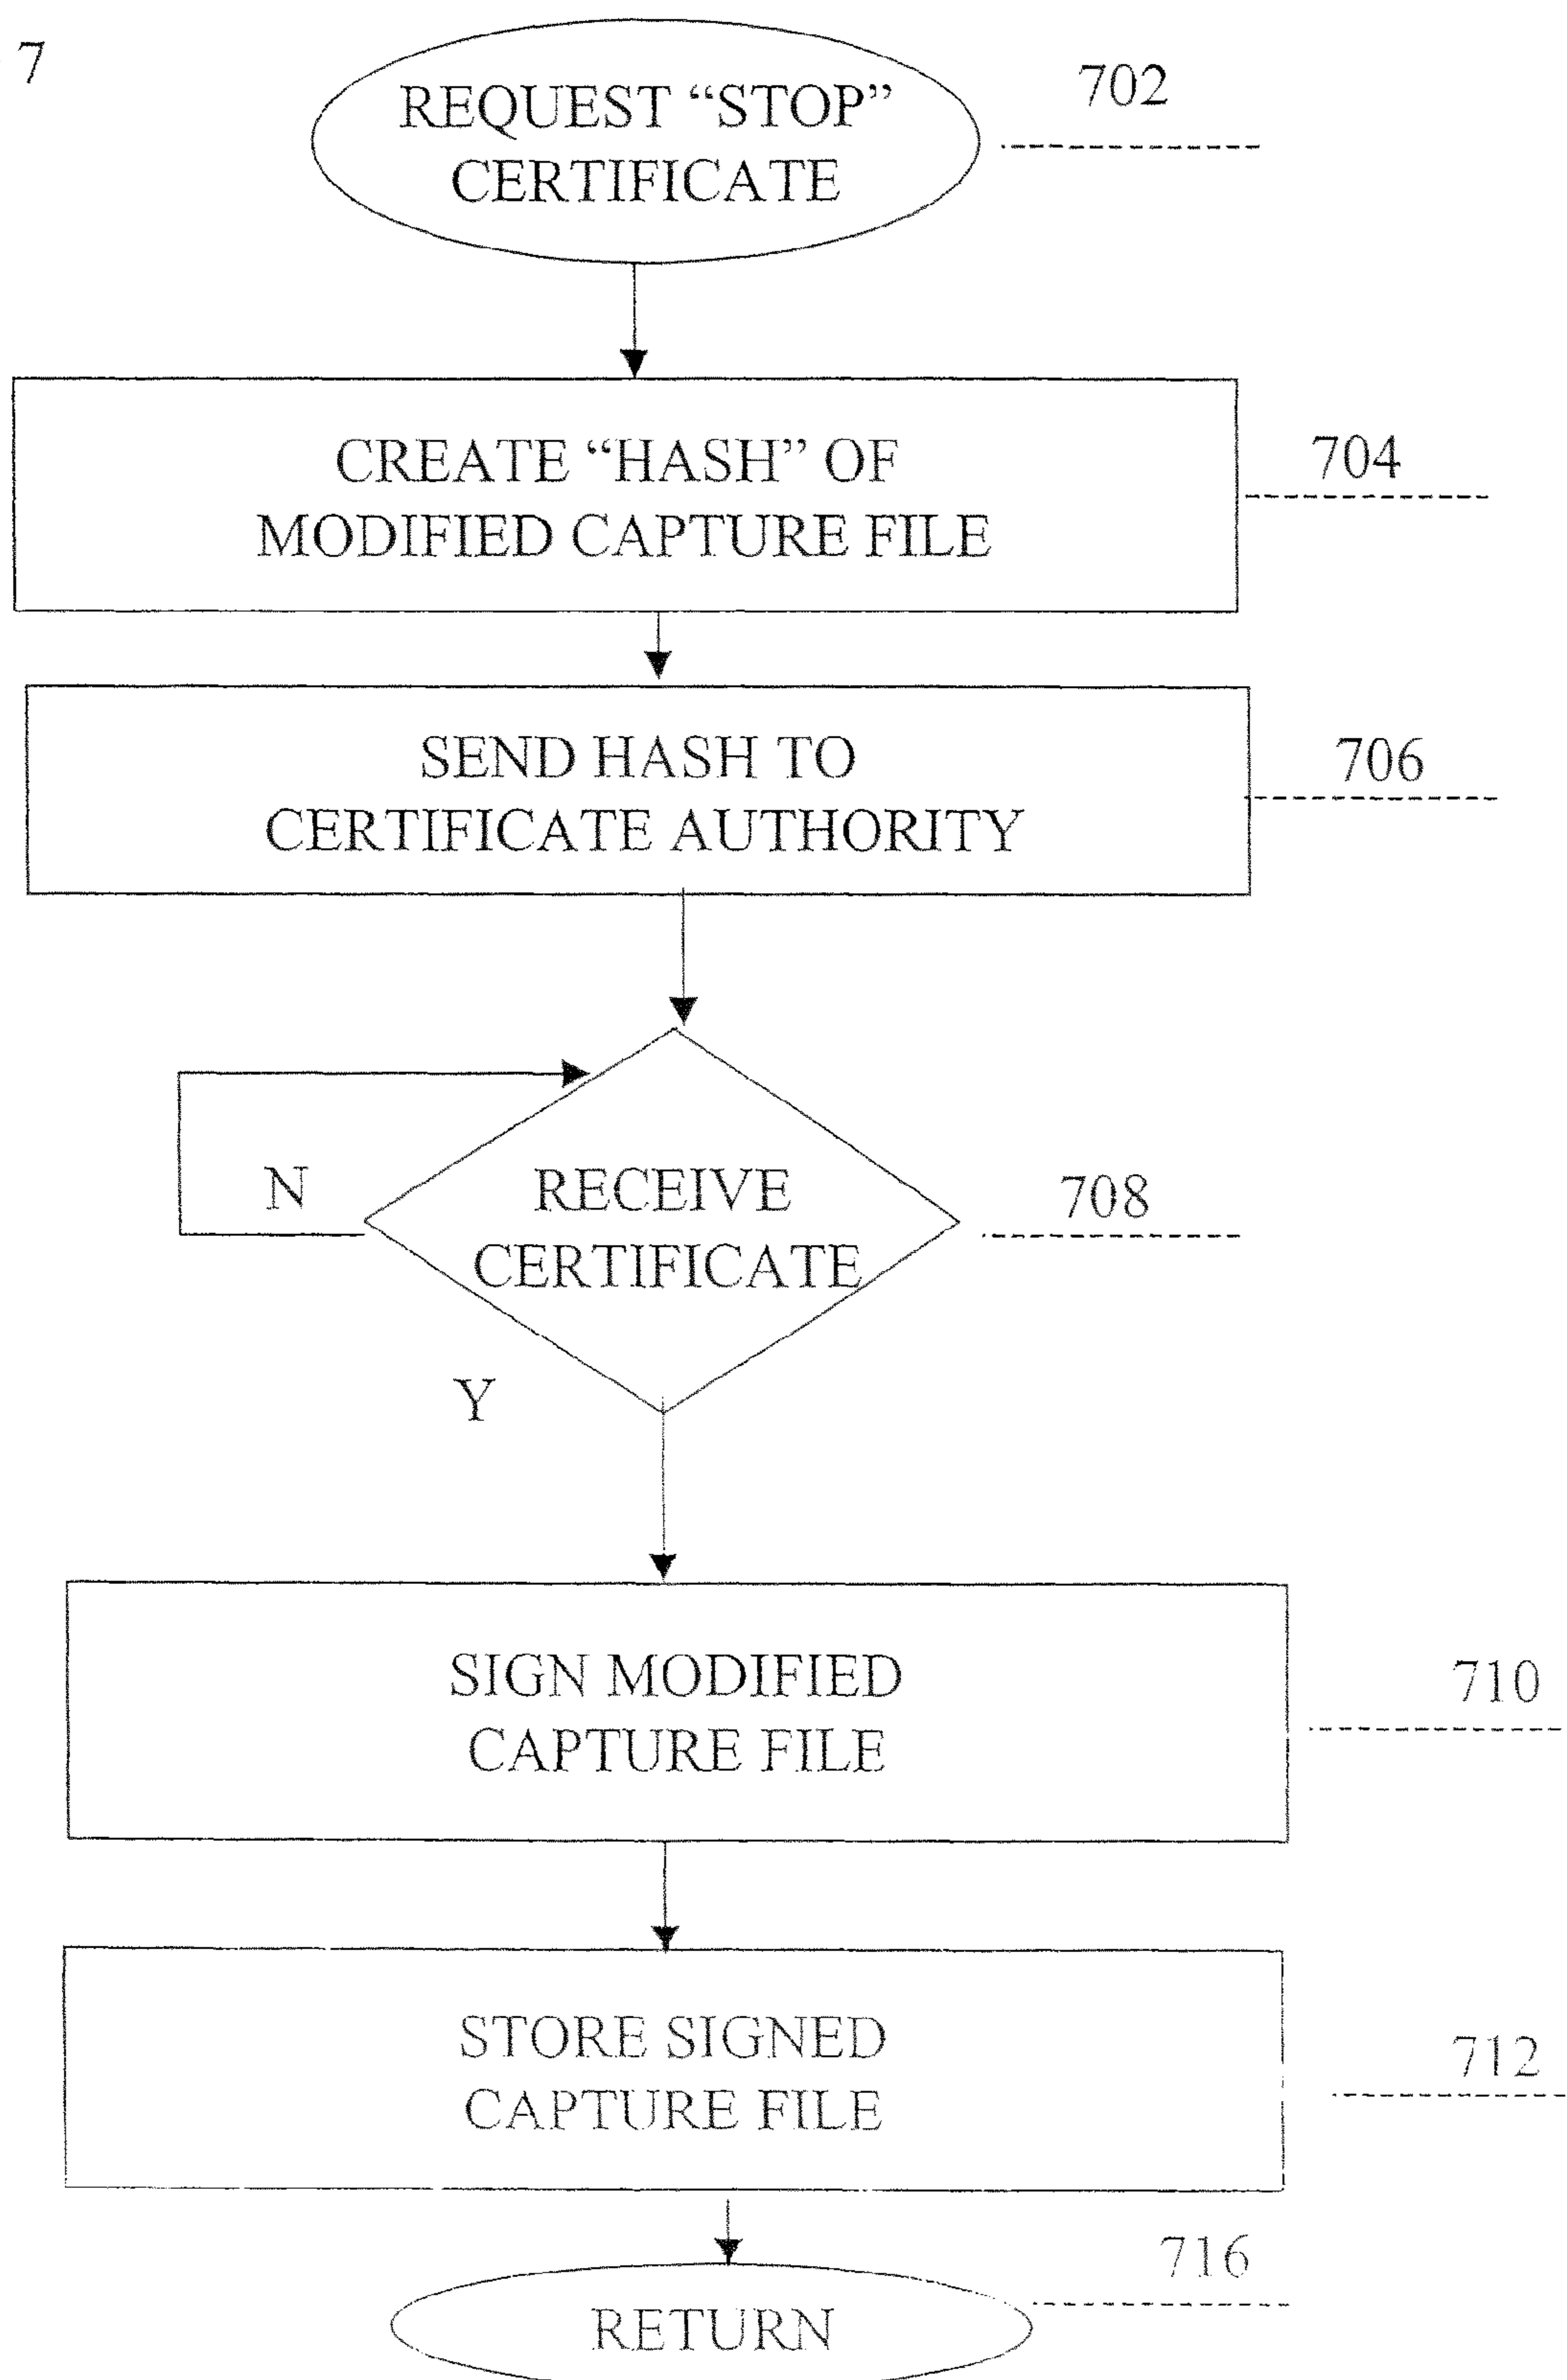 7
REQUEST “STOP”
CERTIFICATE
702
CREATE “HASH” OF
MODIFIED CAPTURE FILE
704
SEND HASH TO
CERTIFICATE AUTHORITY
706
N
RECEIVE
CERTIFICATE
708
Y
SIGN MODIFIED
CAPTURE FILE
710
STORE SIGNED
CAPTURE FILE
712
716
RETURN